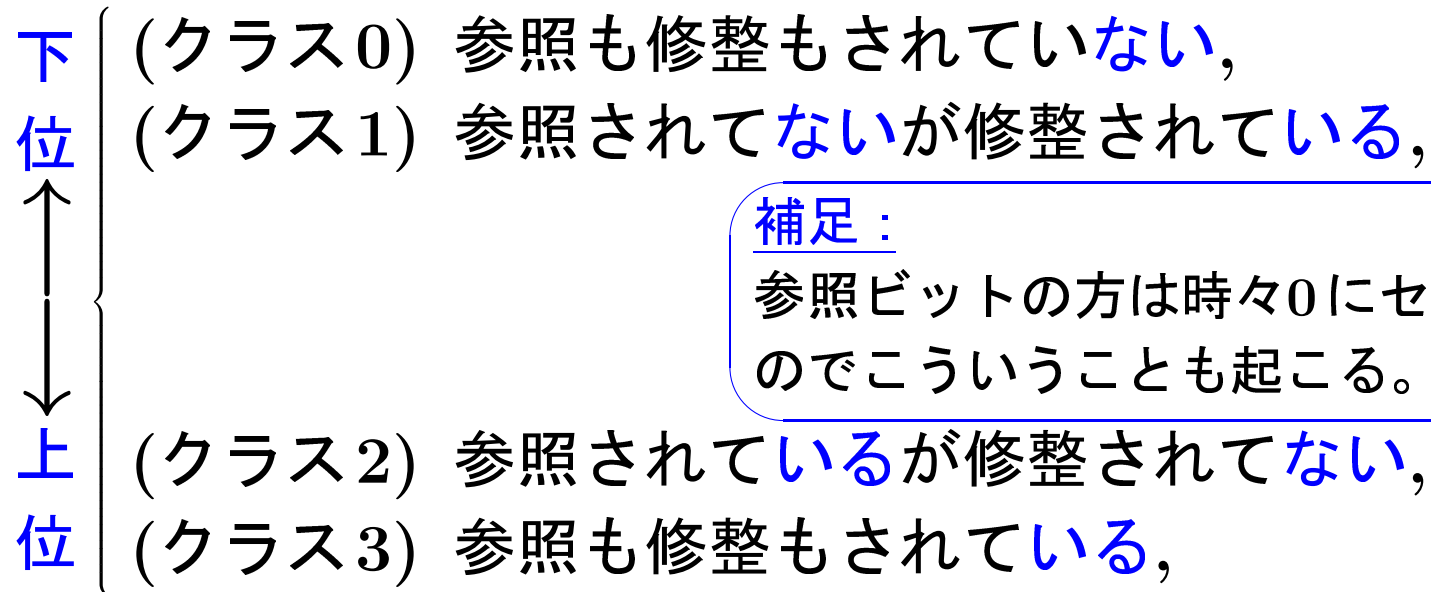 下位
上位
(クラス0) 参照も修整もされていない,
(クラス1) 参照されてないが修整されている,
補足:
参照ビットの方は時々0にセ
のでこういうことも起こる。
(クラス2) 参照されているが修整されてない,
(クラス3) 参照も修整もされている,